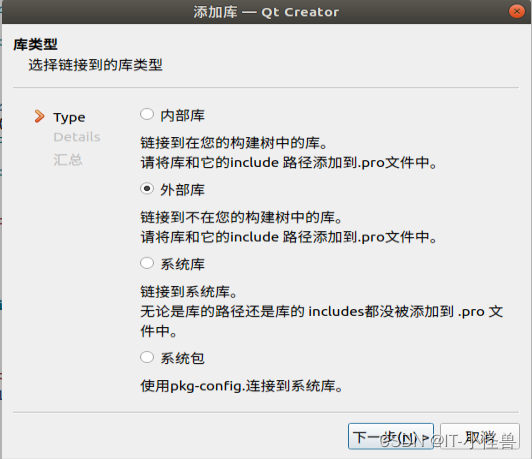 添加库 — Qt Creator
库类型
选择链接到的库类型
Type
Details
汇总
内部库
链接到在您的构建树中的库。
请将库和它的include 路径添加到.pro文件中。
外部库
链接到不在您的构建树中的库。
请将库和它的include 路径添加到.pro文件中。
系统库
链接到系统库。
无论是库的路径还是库的 includes都没被添加到 .pro 文
件中。
系统包
使用pkg-config.连接到系统库。
下一步(N) > 取消
CSDN @IT-小怪兽